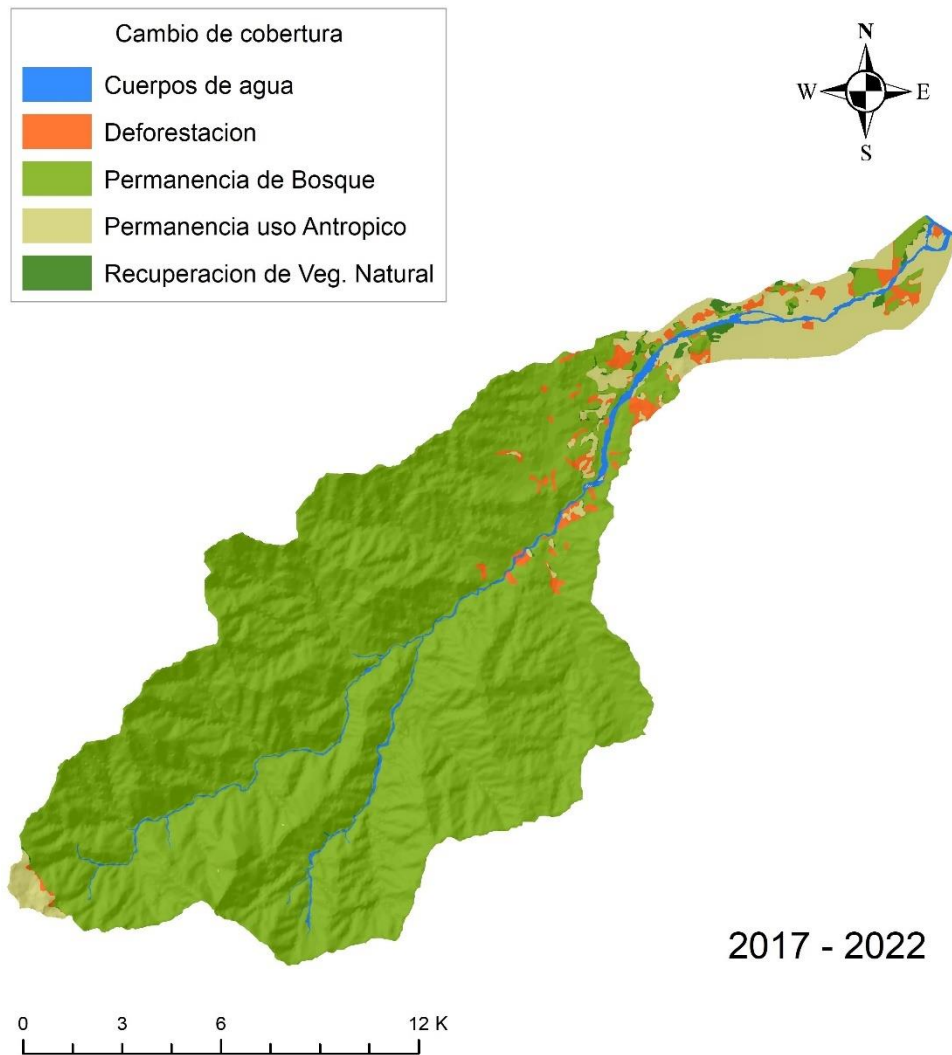 Cambio de cobertura
Cuerpos de agua
Deforestacion
Permanencia de Bosque
Permanencia uso Antropico
Recuperacion de Veg. Natural
N
W E
S
2017 - 2022
0 3 6 12 K